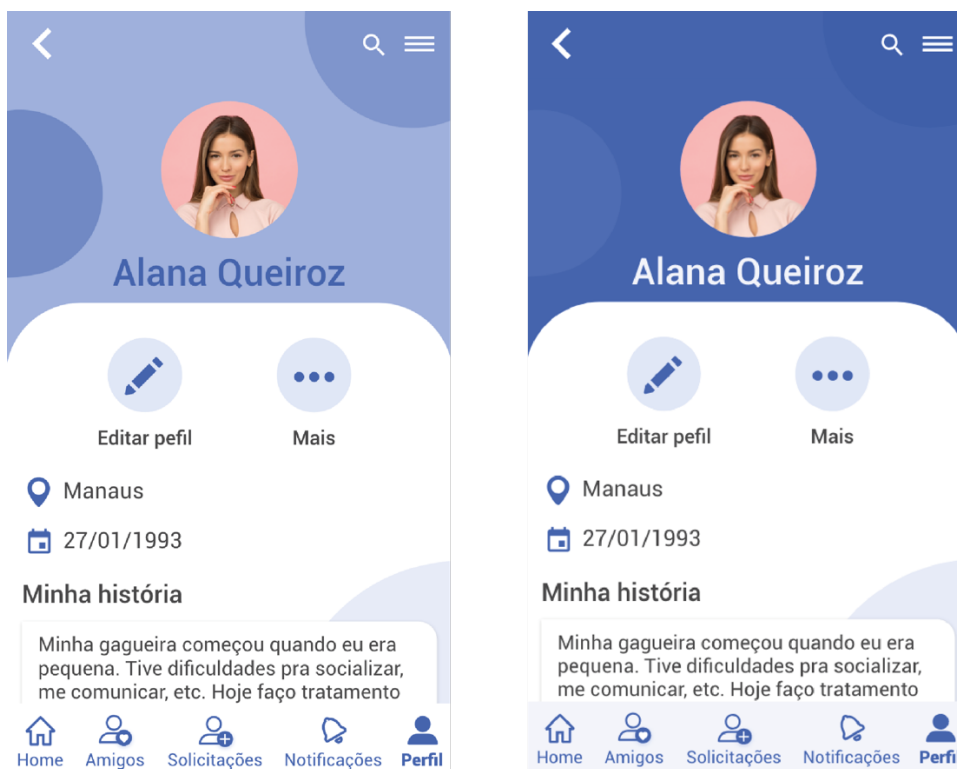 Alana Queiroz
Editar pefil
Mais
Manaus
27/01/1993
Minha história
Minha gagueira começou quando eu era
pequena. Tive dificuldades pra socializar,
me comunicar, etc. Hoje faço tratamento
Home Amigos Solicitações Notificações Perfil
Alana Queiroz
Editar pefil
Mais
Manaus
27/01/1993
Minha história
Minha gagueira começou quando eu era
pequena. Tive dificuldades pra socializar,
me comunicar, etc. Hoje faço tratamento
Home Amigos Solicitações Notificações Perfi